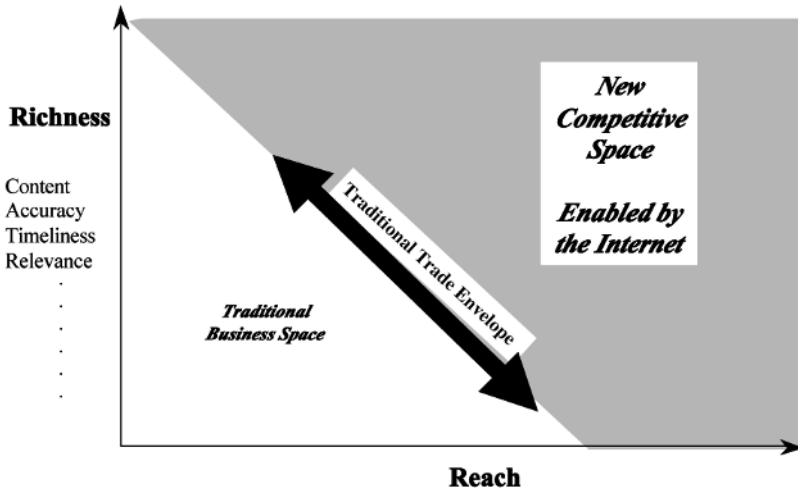 Richness
Content
Accuracy
Timeliness
Relevance
.
.
.
.
.
.
New
Competitive
Space
Enabled by
the Internet
Traditional Trade Envelope
Traditional
Business Space
Reach